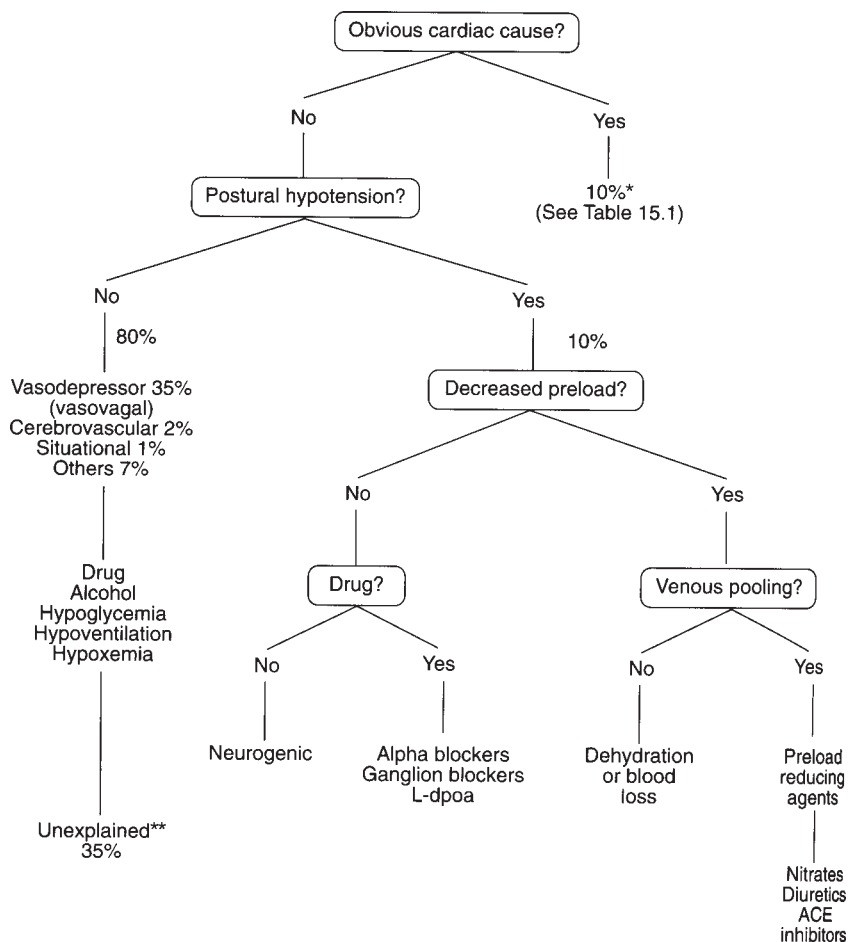 Obvious cardiac cause?
No
Yes
Postural hypotension?
10%*
(See Table 15.1)
No
Yes
80%
10%
Vasodepressor 35%
(vasovagal)
Cerebrovascular 2%
Situational 1%
Others 7%
Decreased preload?
No
Yes
Drug
Alcohol
Hypoglycemia
Hypoventilation
Hypoxemia
Drug?
Venous pooling?
No
Yes
No
Yes
Neurogenic
Alpha blockers
Ganglion blockers
L-dpoa
Dehydration
or blood
loss
Preload
reducing
agents
Unexplained**
35%
Nitrates
Diuretics
ACE
inhibitors